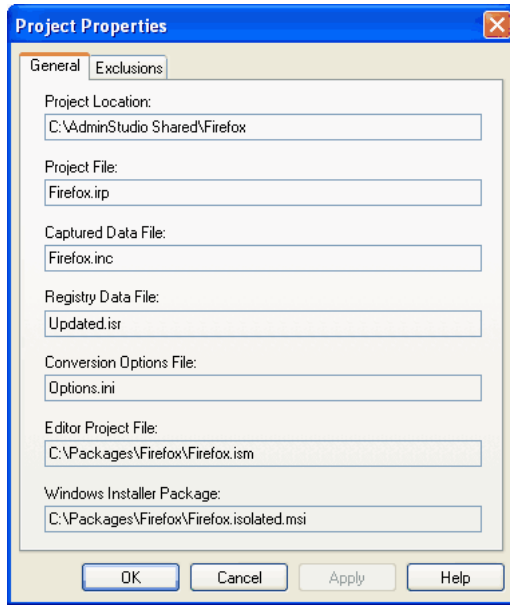 Project Properties
General Exclusions
Project Location:
C:\AdminStudio Shared\Firefox
Project File:
Firefox.irp
Captured Data File:
Firefox.inc
Registry Data File:
Updated.isr
Conversion Options File:
Options.ini
Editor Project File:
C:\Packages\Firefox\Firefox.ism
Windows Installer Package:
C:\Packages\Firefox\Firefox.isolated.msi
OK Cancel Apply Help